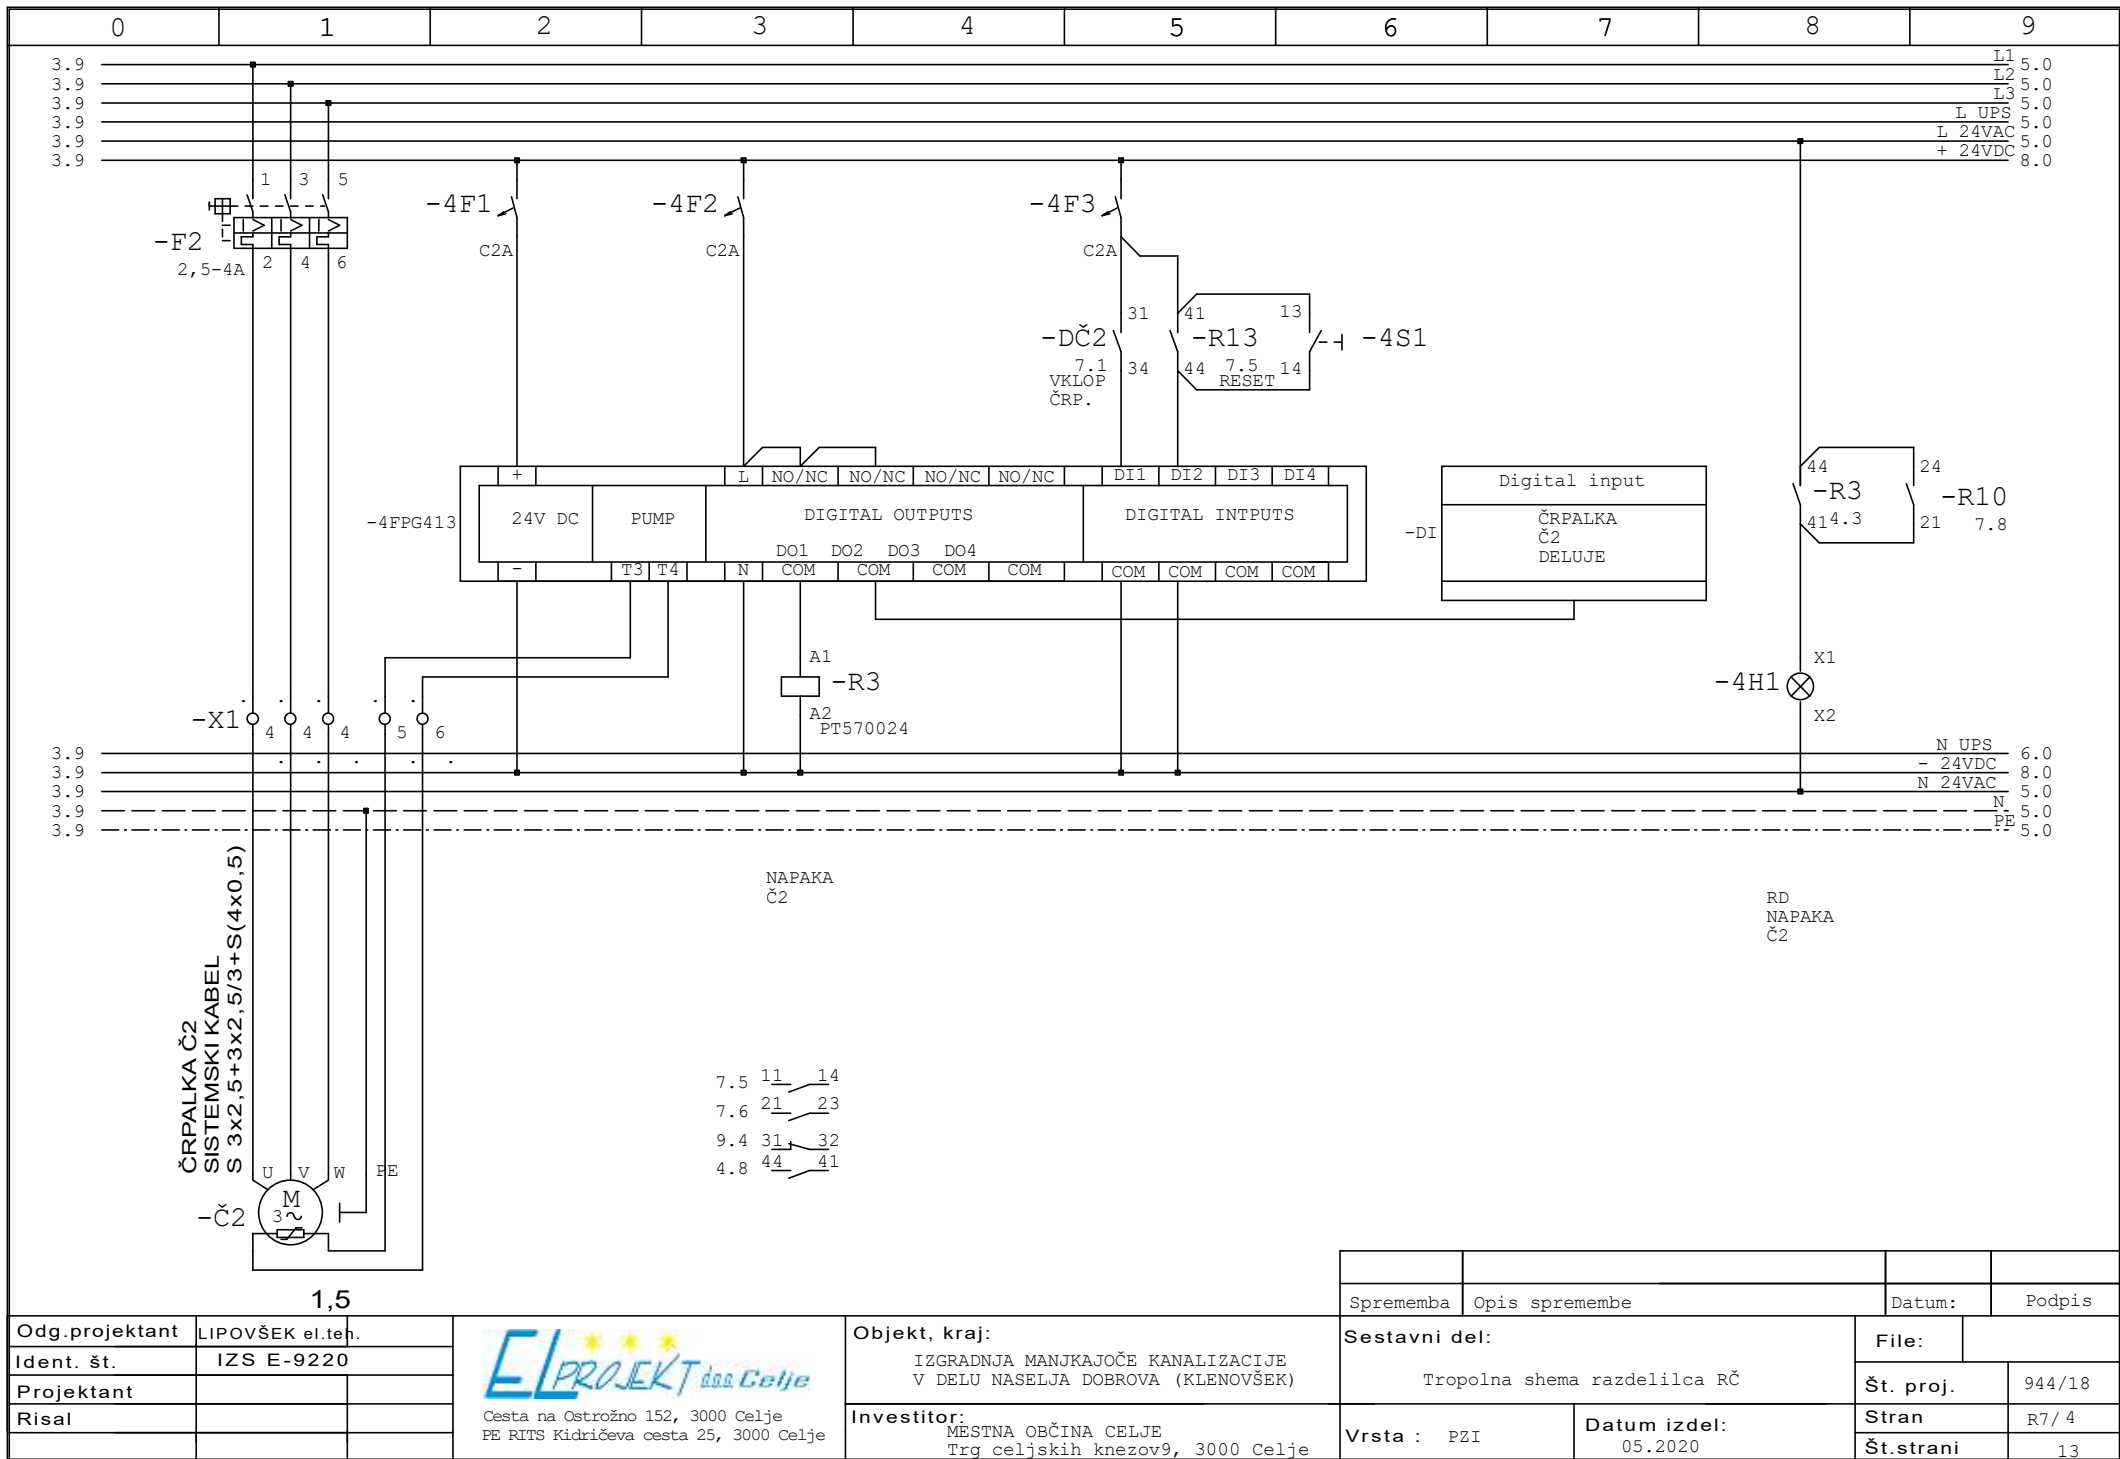 0 1 2 3 4 5 6 7 8 9
3.9 L1 5.0
3.9 L2 5.0
3.9 L3 5.0
3.9 L UPS 5.0
3.9 L 24VAC 5.0
3.9 + 24VDC 8.0
1 3 5
-F2
2,5-4A
2 4 6
-4F1
C2A
-4F2
C2A
-4F3
C2A
31 41 13
-DČ2 -R13 -4S1
7.1 34 44 7.5 14
VKLOP RESET
ČRP.
+ L NO/NC NO/NC NO/NC NO/NC DI1 DI2 DI3 DI4
-4FPG413 24V DC PUMP DIGITAL OUTPUTS DIGITAL INTPUTS
DO1 DO2 DO3 DO4
- T3 T4 N COM COM COM COM COM COM COM COM
Digital input
-DI
ČRPALKA
Č2
DELUJE
44 24
-R3 -R10
41 4.3 21 7.8
A1
-R3
A2
PT570024
X1
-4H1
X2
-X1 4 4 4 5 6
3.9 N UPS 6.0
3.9 - 24VDC 8.0
3.9 N 24VAC 5.0
3.9 N 5.0
3.9 PE 5.0
NAPAKA
Č2
RD
NAPAKA
Č2
ČRPALKA Č2
SISTEMSKI KABEL
S 3x2,5+3x2,5/3+S(4x0,5)
7.5 11 14
7.6 21 23
9.4 31 32
4.8 44 41
U V W PE
-Č2 M
3~
1,5
Sprememba Opis spremembe Datum: Podpis
Odg.projektant LIPOVŠEK el.teh.
Ident. št. IZS E-9220
Projektant
Risal
ELPROJEKT d.o.o. Celje
Cesta na Ostrožno 152, 3000 Celje
PE RITS Kidričeva cesta 25, 3000 Celje
Objekt, kraj:
IZGRADNJA MANJKAJOČE KANALIZACIJE
V DELU NASELJA DOBROVA (KLENOVŠEK)
Investitor:
MESTNA OBČINA CELJE
Trg celjskih knezov9, 3000 Celje
Sestavni del:
Tropolna shema razdelilca RČ
Vrsta : PZI
Datum izdel:
05.2020
File:
Št. proj. 944/18
Stran R7/ 4
Št.strani 13